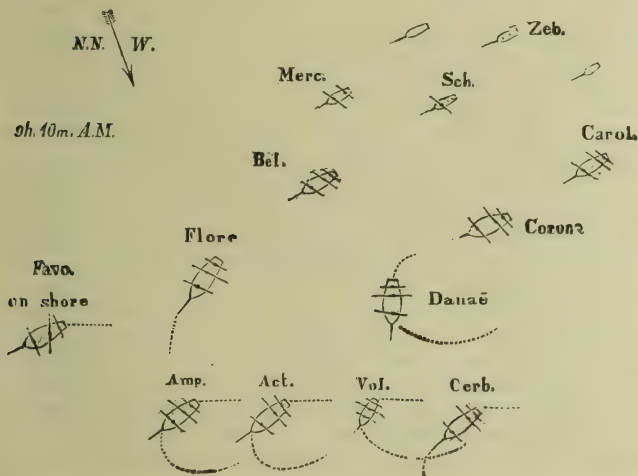 N.N. W.
Zeb.
Merc.
Sch.
9h. 10m. A.M.
Carol.
Bel.
Corona
Flore
Favo.
on shore
Danaë
Amp. Act. Vol. Cerb.